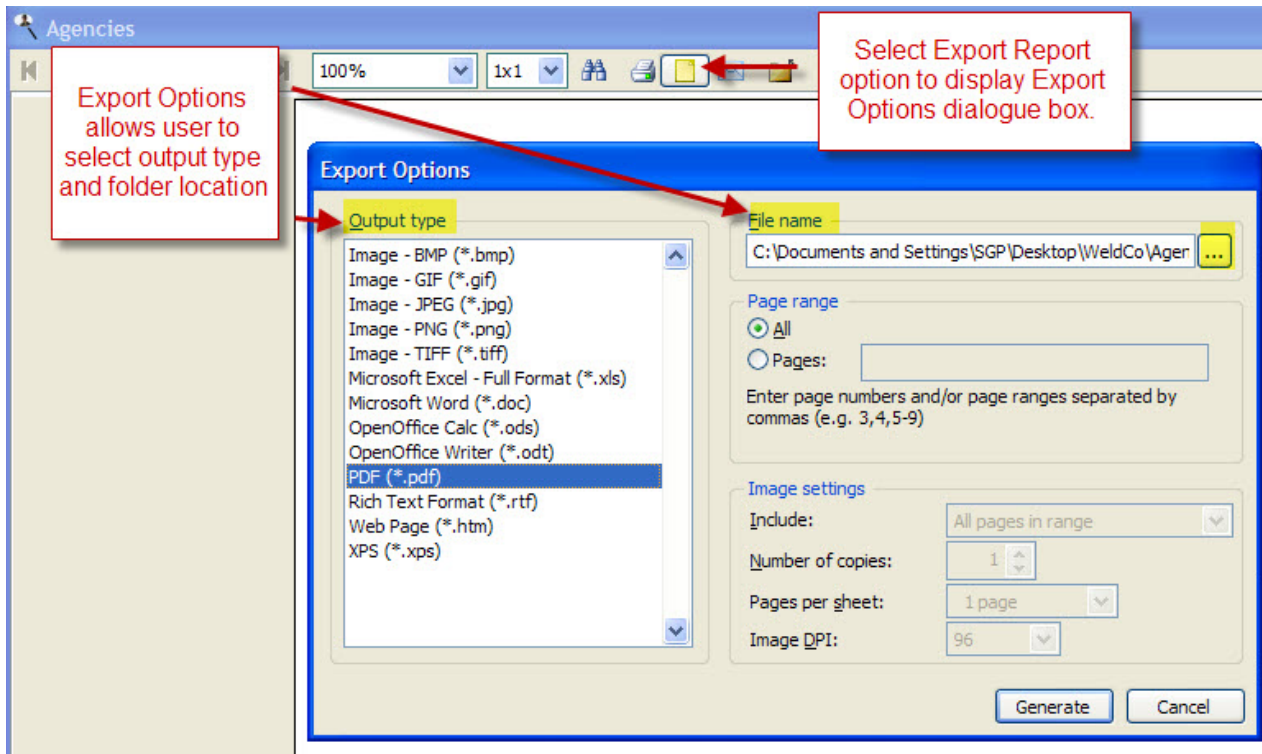 Agencies
100%
1x1
Export Options
allows user to
select output type
and folder location
Select Export Report
option to display Export
Options dialogue box.
Export Options
Output type
Image - BMP (*.bmp)
Image - GIF (*.gif)
Image - JPEG (*.jpg)
Image - PNG (*.png)
Image - TIFF (*.tiff)
Microsoft Excel - Full Format (*.xls)
Microsoft Word (*.doc)
OpenOffice Calc (*.ods)
OpenOffice Writer (*.odt)
PDF (*.pdf)
Rich Text Format (*.rtf)
Web Page (*.htm)
XPS (*.xps)
File name
C:\Documents and Settings\SGP\Desktop\WeldCo\Agen
...
Page range
All
Pages:
Enter page numbers and/or page ranges separated by
commas (e.g. 3,4,5-9)
Image settings
Include:
All pages in range
Number of copies:
1
Pages per sheet:
1 page
Image DPI:
96
Generate
Cancel